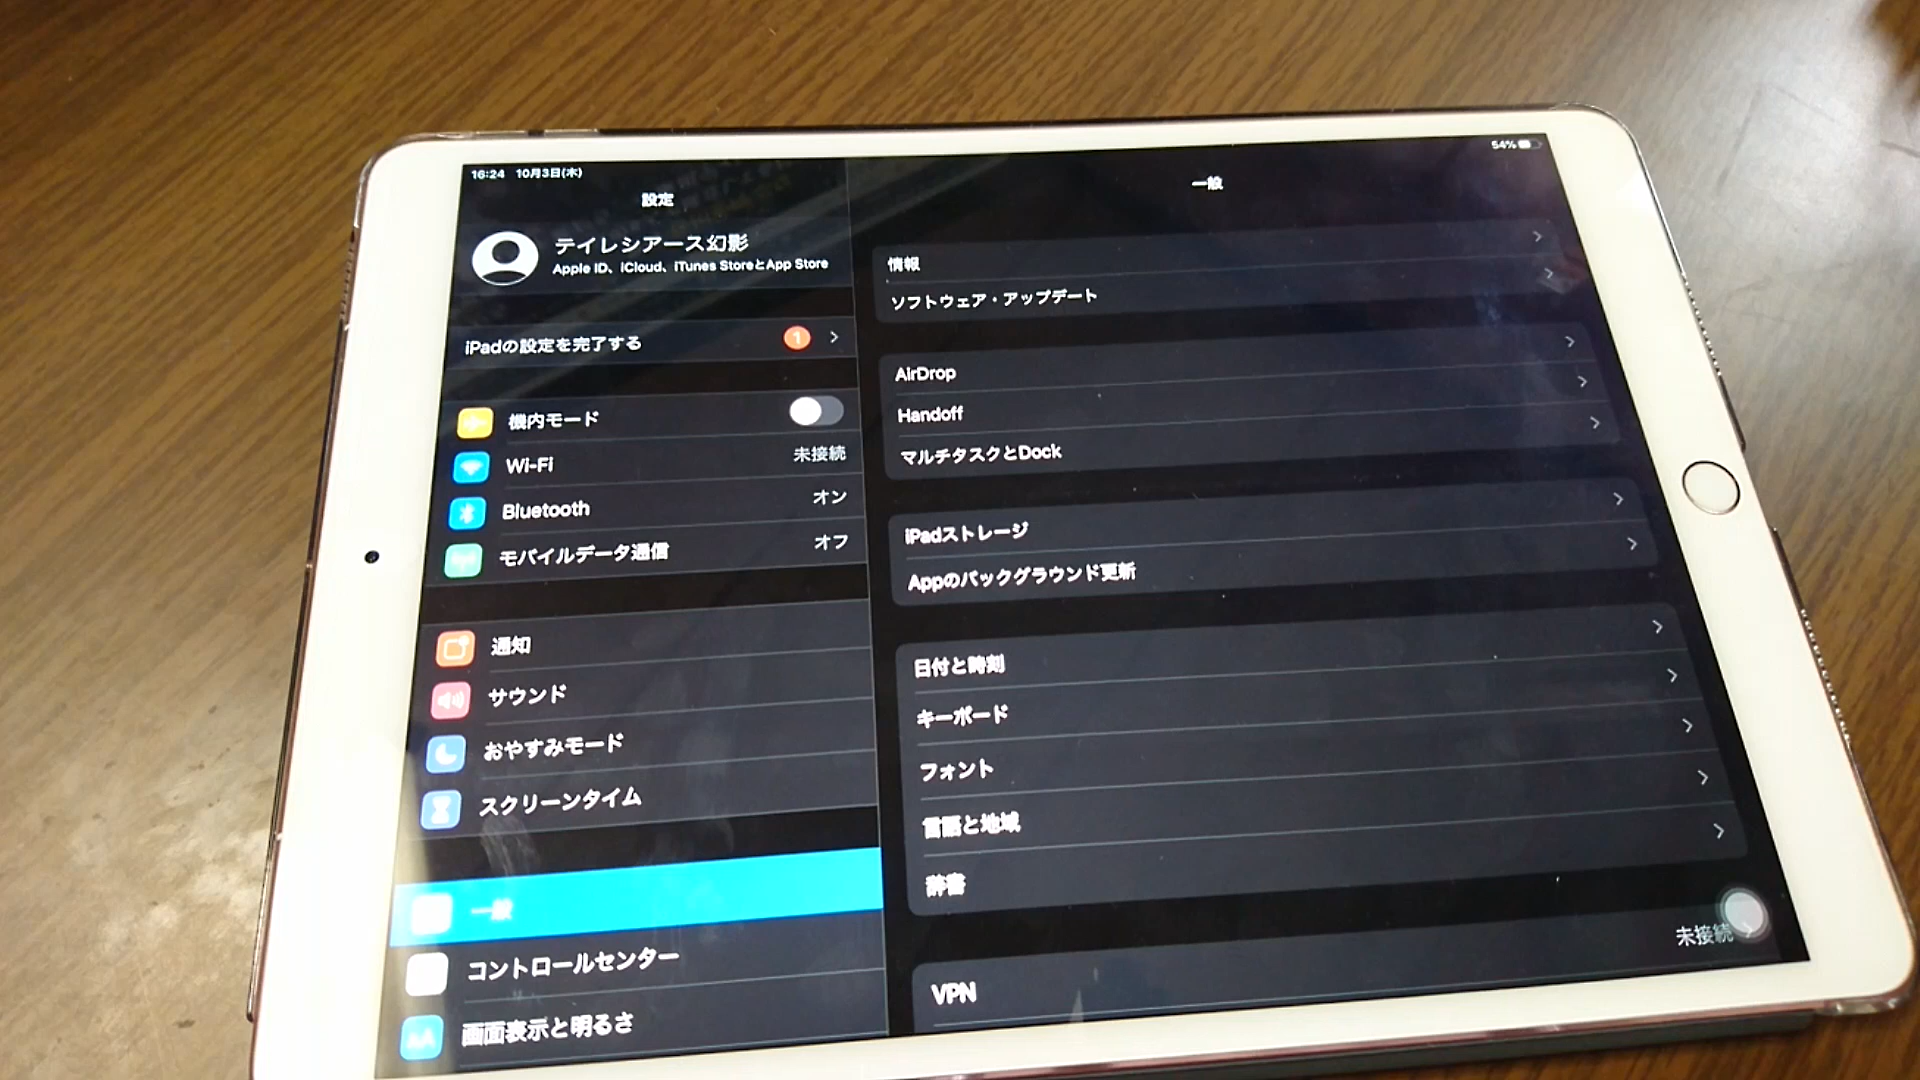 16:24 10月3日(木)
54%
設定
テイレシアース幻影
Apple ID、iCloud、iTunes StoreとApp Store
iPadの設定を完了する
1
機内モード
Wi-Fi
未接続
Bluetooth
オン
モバイルデータ通信
オフ
通知
サウンド
おやすみモード
スクリーンタイム
一般
コントロールセンター
AA
画面表示と明るさ
一般
情報
ソフトウェア・アップデート
AirDrop
Handoff
マルチタスクとDock
iPadストレージ
Appのバックグラウンド更新
日付と時刻
キーボード
フォント
言語と地域
辞書
VPN
未接続